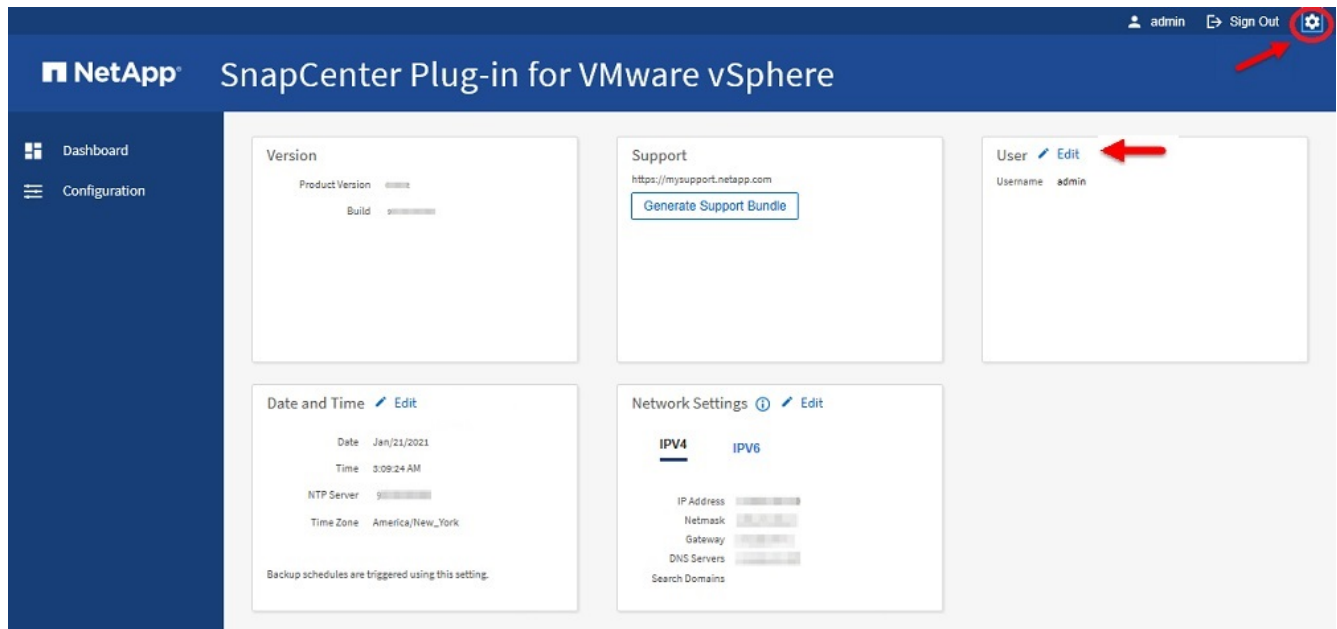 admin Sign Out
NetApp® SnapCenter Plug-in for VMware vSphere
Dashboard
Configuration
Version
Product Version
Build
Support
https://mysupport.netapp.com
Generate Support Bundle
User Edit
Username admin
Date and Time Edit
Date Jan/21/2021
Time 3:09:24 AM
NTP Server
Time Zone America/New_York
Backup schedules are triggered using this setting.
Network Settings Edit
IPV4 IPV6
IP Address
Netmask
Gateway
DNS Servers
Search Domains